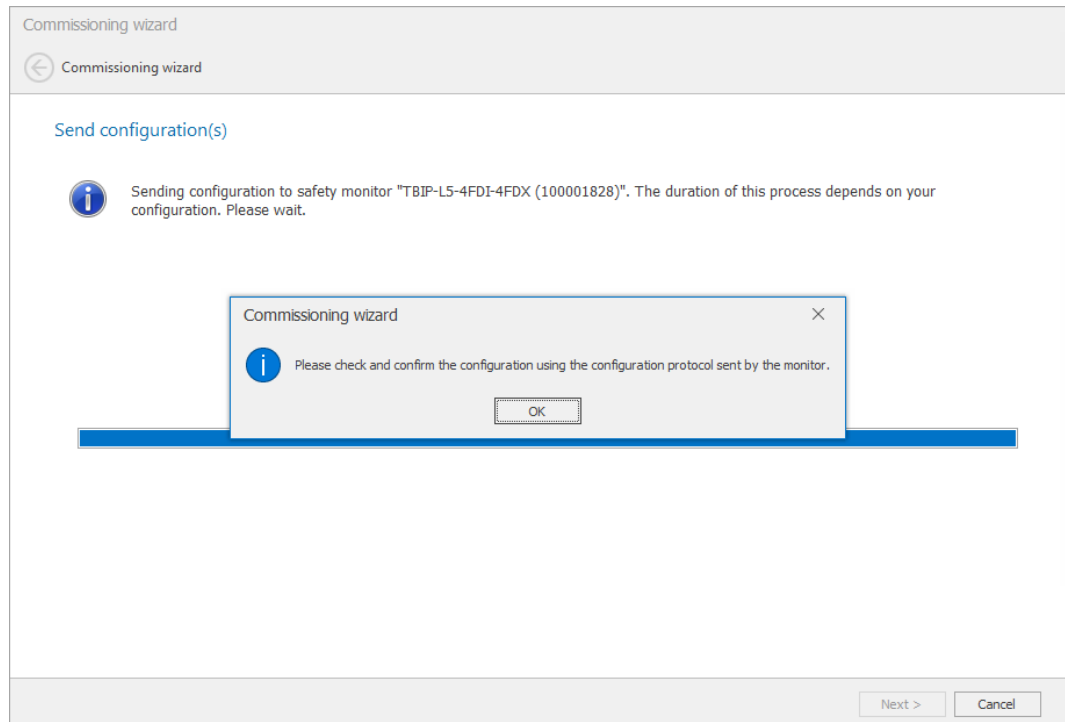 Commissioning wizard
Commissioning wizard
Send configuration(s)
Sending configuration to safety monitor "TBIP-L5-4FDI-4FDX (100001828)". The duration of this process depends on your
configuration. Please wait.
Commissioning wizard
Please check and confirm the configuration using the configuration protocol sent by the monitor.
OK
Next >
Cancel